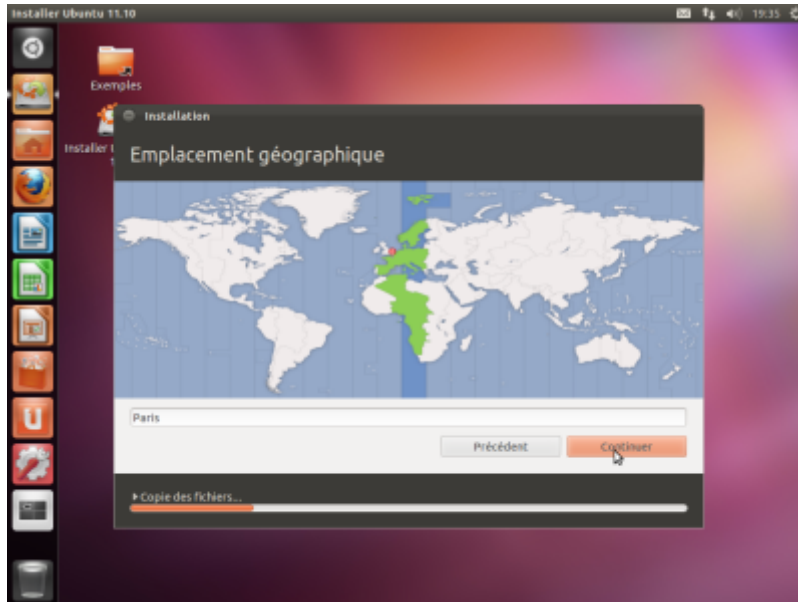 Installer Ubuntu 11.10
19:35
Exemples
Installer
Installation
Emplacement géographique
Paris
Précédent
Continuer
Copie des fichiers...